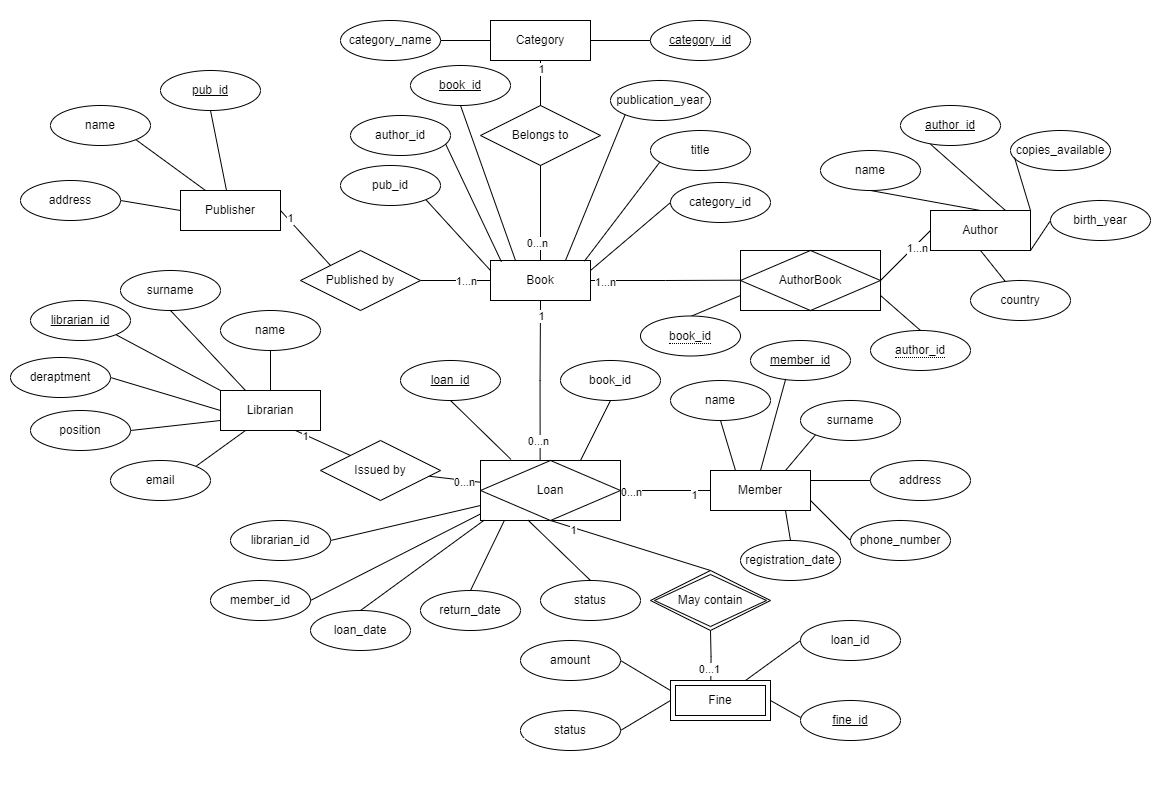 category_name
Category
category_id
1
pub_id
book_id
publication_year
name
author_id
Belongs to
title
author_id
copies_available
name
pub_id
category_id
address
Publisher
1
birth_year
Author
0...n
1...n
Published by
1...n
Book
1...n
AuthorBook
surname
country
librarian_id
name
1
book_id
author_id
member_id
deraptment
loan_id
book_id
name
Librarian
surname
position
1
0...n
email
Issued by
0...n
Loan
0...n
1
Member
address
librarian_id
1
phone_number
registration_date
member_id
loan_date
return_date
status
May contain
amount
0...1
loan_id
Fine
status
fine_id